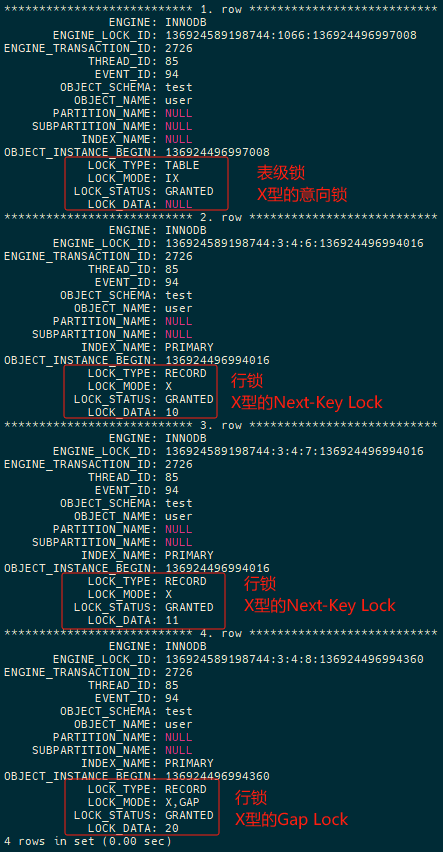 *************************** 1. row ***************************
ENGINE: INNODB
ENGINE_LOCK_ID: 136924589198744:1066:136924496997008
ENGINE_TRANSACTION_ID: 2726
THREAD_ID: 85
EVENT_ID: 94
OBJECT_SCHEMA: test
OBJECT_NAME: user
PARTITION_NAME: NULL
SUBPARTITION_NAME: NULL
INDEX_NAME: NULL
OBJECT_INSTANCE_BEGIN: 136924496997008
LOCK_TYPE: TABLE
表级锁
LOCK_MODE: IX
X型的意向锁
LOCK_STATUS: GRANTED
LOCK_DATA: NULL
*************************** 2. row ***************************
ENGINE: INNODB
ENGINE_LOCK_ID: 136924589198744:3:4:6:136924496994016
ENGINE_TRANSACTION_ID: 2726
THREAD_ID: 85
EVENT_ID: 94
OBJECT_SCHEMA: test
OBJECT_NAME: user
PARTITION_NAME: NULL
SUBPARTITION_NAME: NULL
INDEX_NAME: PRIMARY
OBJECT_INSTANCE_BEGIN: 136924496994016
LOCK_TYPE: RECORD
行锁
LOCK_MODE: X
X型的Next-Key Lock
LOCK_STATUS: GRANTED
LOCK_DATA: 10
*************************** 3. row ***************************
ENGINE: INNODB
ENGINE_LOCK_ID: 136924589198744:3:4:7:136924496994016
ENGINE_TRANSACTION_ID: 2726
THREAD_ID: 85
EVENT_ID: 94
OBJECT_SCHEMA: test
OBJECT_NAME: user
PARTITION_NAME: NULL
SUBPARTITION_NAME: NULL
INDEX_NAME: PRIMARY
OBJECT_INSTANCE_BEGIN: 136924496994016
LOCK_TYPE: RECORD
行锁
LOCK_MODE: X
X型的Next-Key Lock
LOCK_STATUS: GRANTED
LOCK_DATA: 11
*************************** 4. row ***************************
ENGINE: INNODB
ENGINE_LOCK_ID: 136924589198744:3:4:8:136924496994360
ENGINE_TRANSACTION_ID: 2726
THREAD_ID: 85
EVENT_ID: 94
OBJECT_SCHEMA: test
OBJECT_NAME: user
PARTITION_NAME: NULL
SUBPARTITION_NAME: NULL
INDEX_NAME: PRIMARY
OBJECT_INSTANCE_BEGIN: 136924496994360
LOCK_TYPE: RECORD
行锁
LOCK_MODE: X,GAP
X型的Gap Lock
LOCK_STATUS: GRANTED
LOCK_DATA: 20
4 rows in set (0.00 sec)